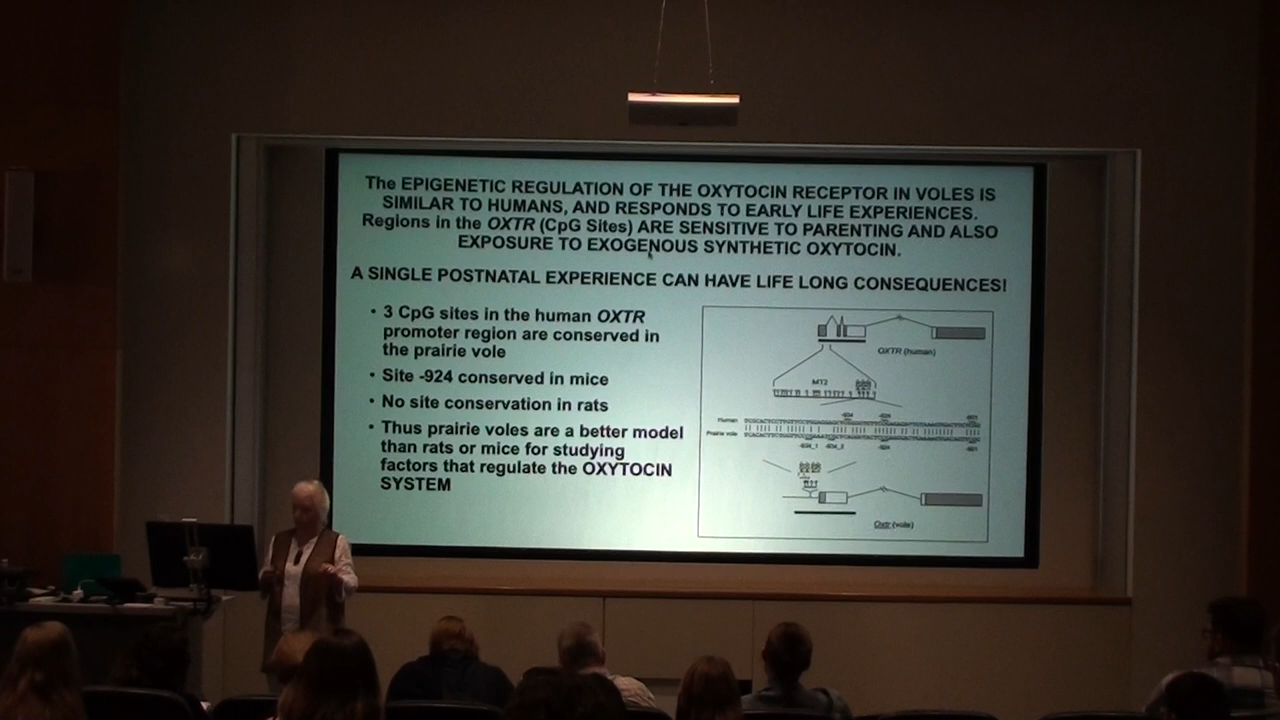 The EPIGENETIC REGULATION OF THE OXYTOCIN RECEPTOR IN VOLES IS
SIMILAR TO HUMANS, AND RESPONDS TO EARLY LIFE EXPERIENCES.
Regions in the OXTR (CpG Sites) ARE SENSITIVE TO PARENTING AND ALSO
EXPOSURE TO EXOGENOUS SYNTHETIC OXYTOCIN.
A SINGLE POSTNATAL EXPERIENCE CAN HAVE LIFE LONG CONSEQUENCES!
• 3 CpG sites in the human OXTR
promoter region are conserved in
the prairie vole
• Site -924 conserved in mice
• No site conservation in rats
• Thus prairie voles are a better model
than rats or mice for studying
factors that regulate the OXYTOCIN
SYSTEM
OXTR (human)
MT2
Human
Prairie vole
Oxtr (vole)